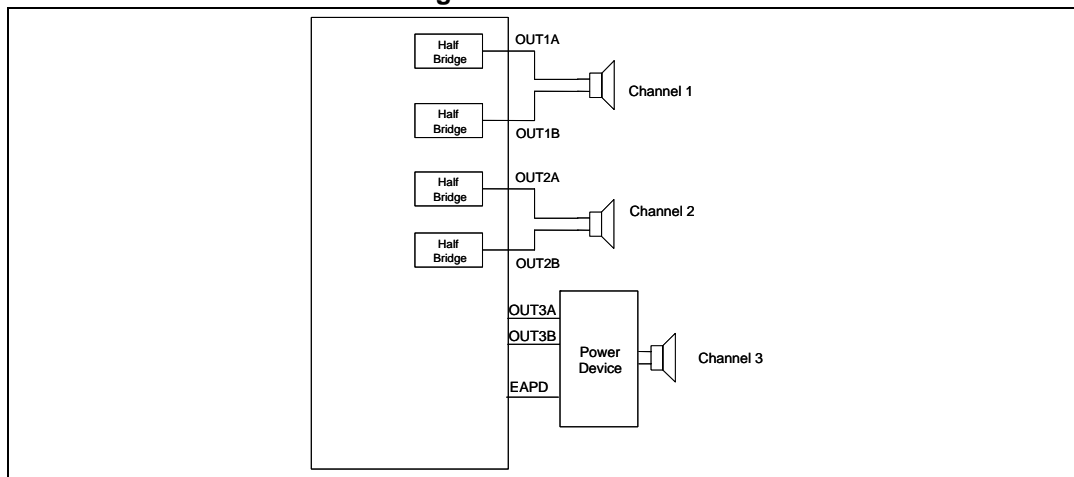 Half
Bridge
OUT1A
Channel 1
Half
Bridge
OUT1B
Half
Bridge
OUT2A
Channel 2
Half
Bridge
OUT2B
OUT3A
OUT3B
Power
Device
Channel 3
EAPD